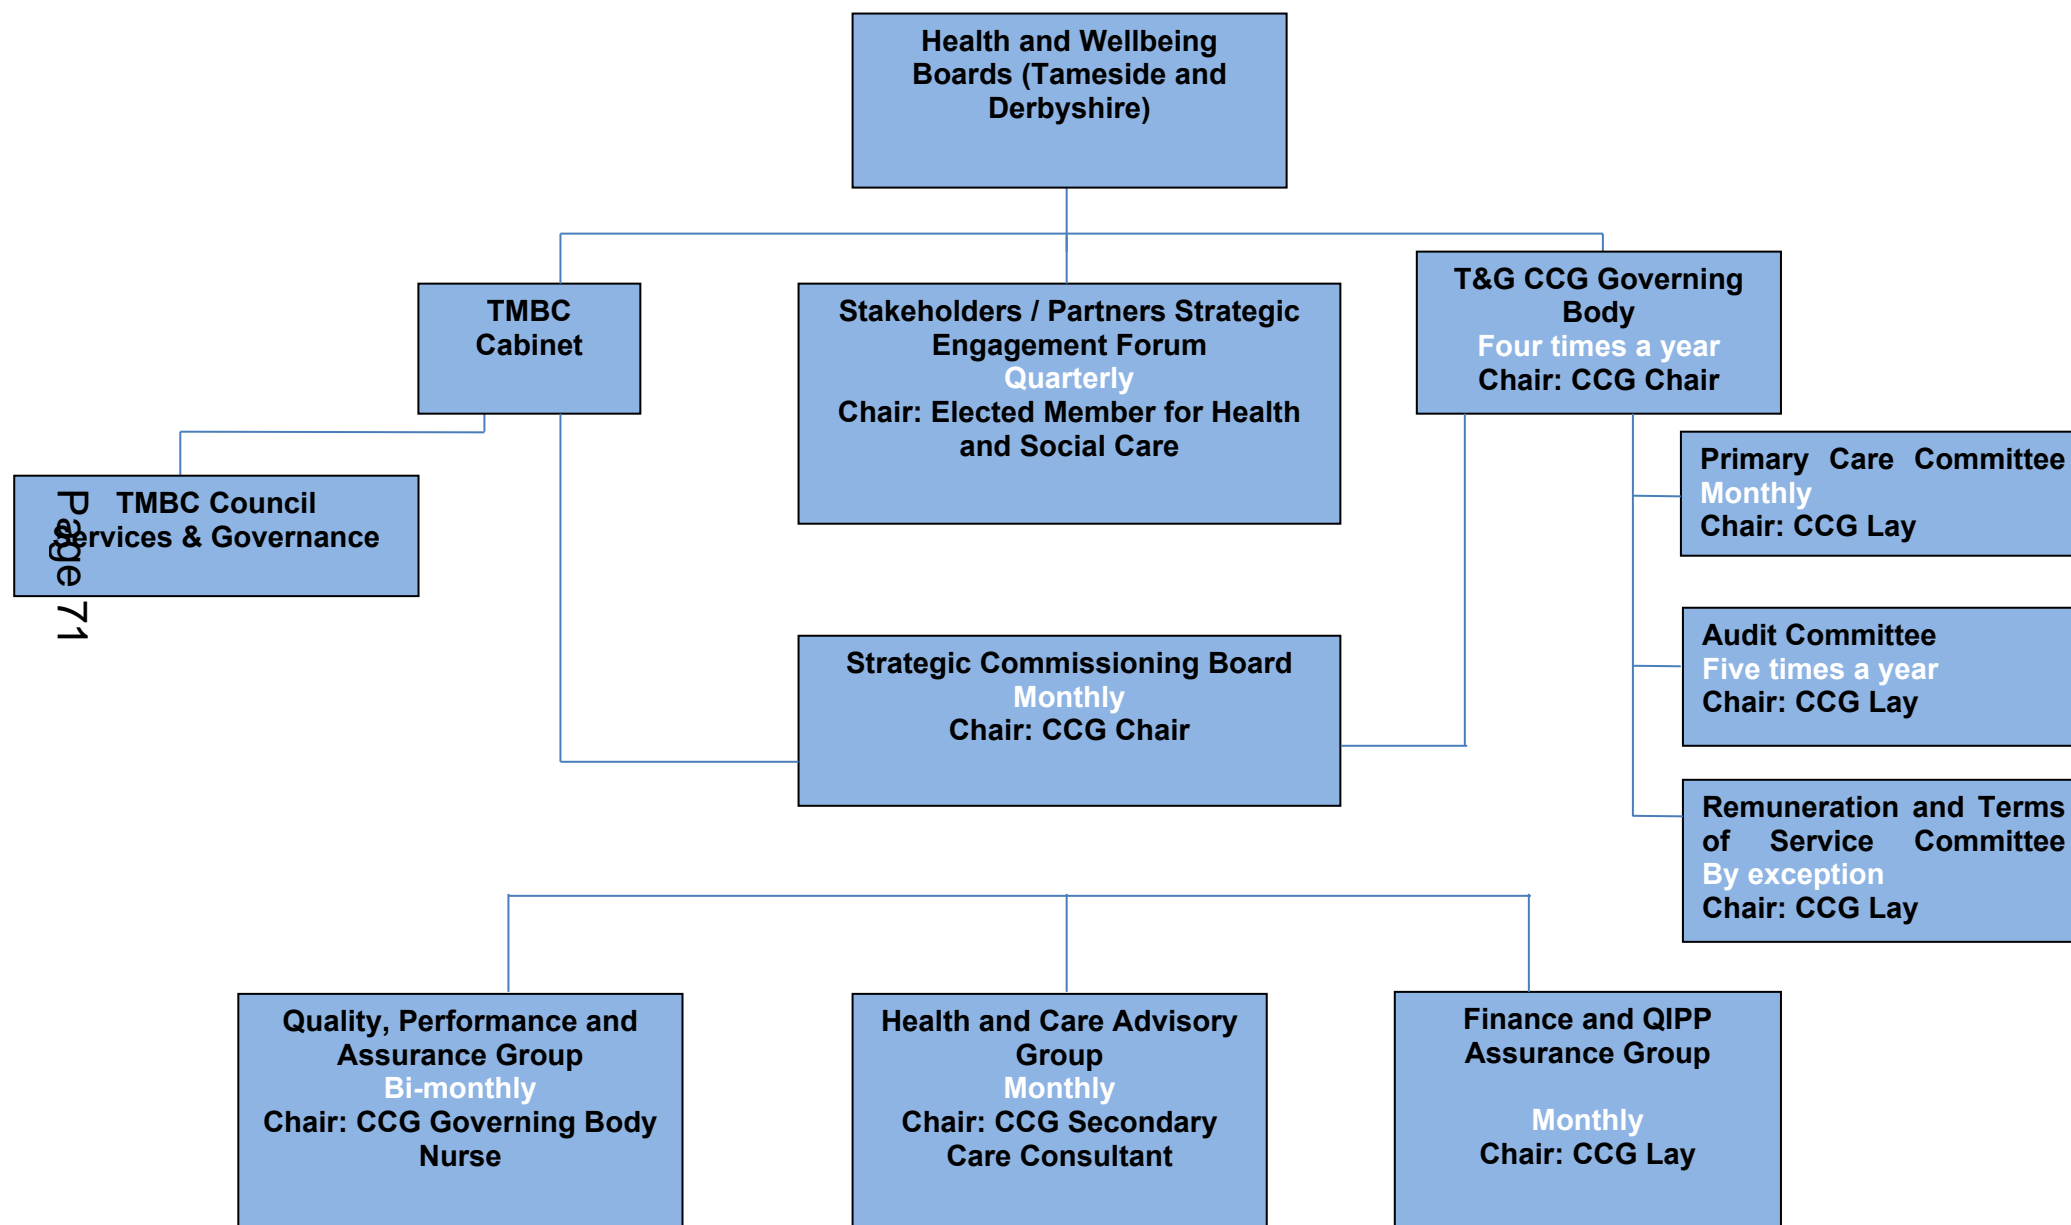 Health and Wellbeing
Boards (Tameside and
Derbyshire)
TMBC
Cabinet
Stakeholders / Partners Strategic
Engagement Forum
Quarterly
Chair: Elected Member for Health
and Social Care
T&G CCG Governing
Body
Four times a year
Chair: CCG Chair
TMBC Council
Services & Governance
Page 71
Primary Care Committee
Monthly
Chair: CCG Lay
Strategic Commissioning Board
Monthly
Chair: CCG Chair
Audit Committee
Five times a year
Chair: CCG Lay
Remuneration and Terms
of Service Committee
By exception
Chair: CCG Lay
Quality, Performance and
Assurance Group
Bi-monthly
Chair: CCG Governing Body
Nurse
Health and Care Advisory
Group
Monthly
Chair: CCG Secondary
Care Consultant
Finance and QIPP
Assurance Group
Monthly
Chair: CCG Lay